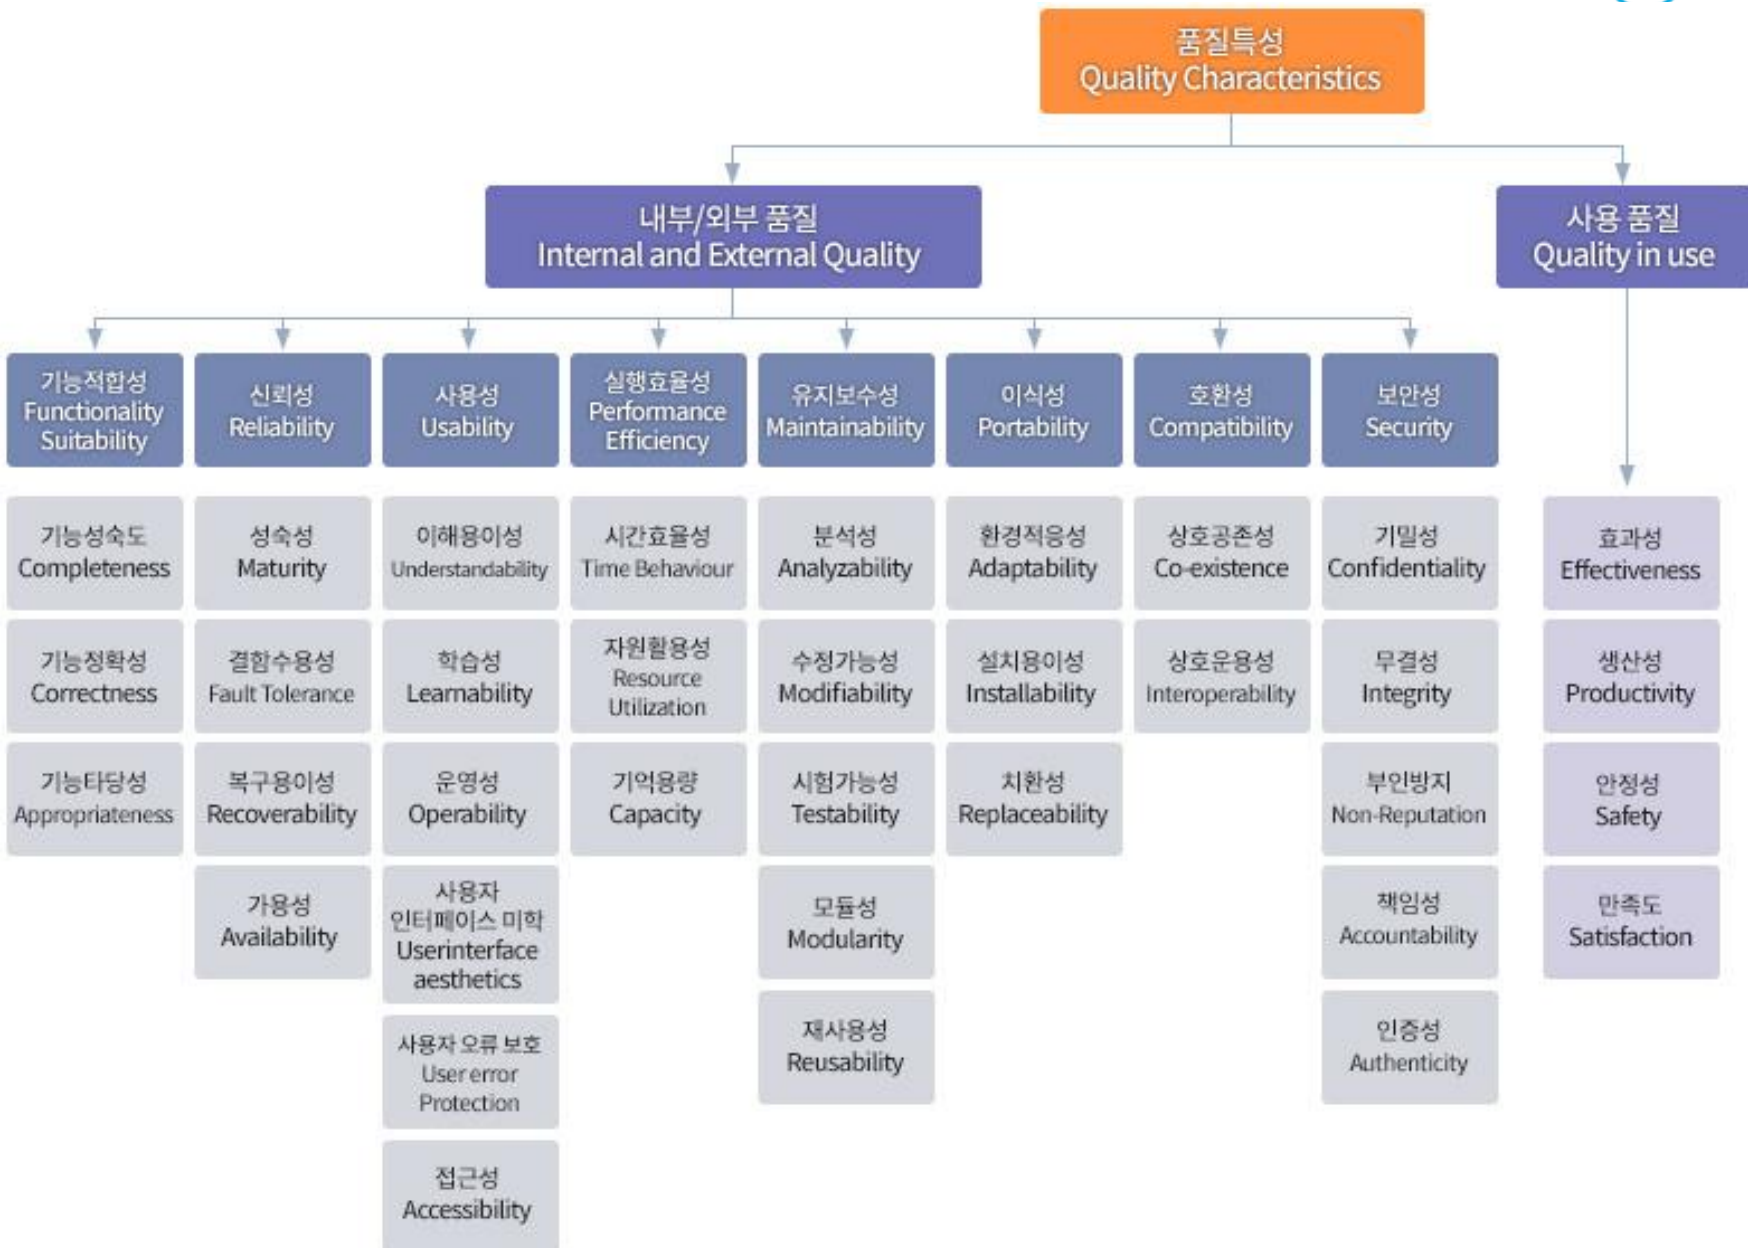 품질특성
Quality Characteristics
내부/외부 품질
Internal and External Quality
사용 품질
Quality in use
기능적합성
Functionality
Suitability
신뢰성
Reliability
사용성
Usability
실행효율성
Performance
Efficiency
유지보수성
Maintainability
이식성
Portability
호환성
Compatibility
보안성
Security
기능성숙도
Completeness
성숙성
Maturity
이해용이성
Understandability
시간효율성
Time Behaviour
분석성
Analyzability
환경적응성
Adaptability
상호공존성
Co-existence
기밀성
Confidentiality
효과성
Effectiveness
기능정확성
Correctness
결함수용성
Fault Tolerance
학습성
Learnability
자원활용성
Resource
Utilization
수정가능성
Modifiability
설치용이성
Installability
상호운용성
Interoperability
무결성
Integrity
생산성
Productivity
기능타당성
Appropriateness
복구용이성
Recoverability
운영성
Operability
기억용량
Capacity
시험가능성
Testability
치환성
Replaceability
부인방지
Non-Reputation
안정성
Safety
가용성
Availability
사용자
인터페이스 미학
Userinterface
aesthetics
모듈성
Modularity
책임성
Accountability
만족도
Satisfaction
사용자 오류 보호
User error
Protection
재사용성
Reusability
인증성
Authenticity
접근성
Accessibility